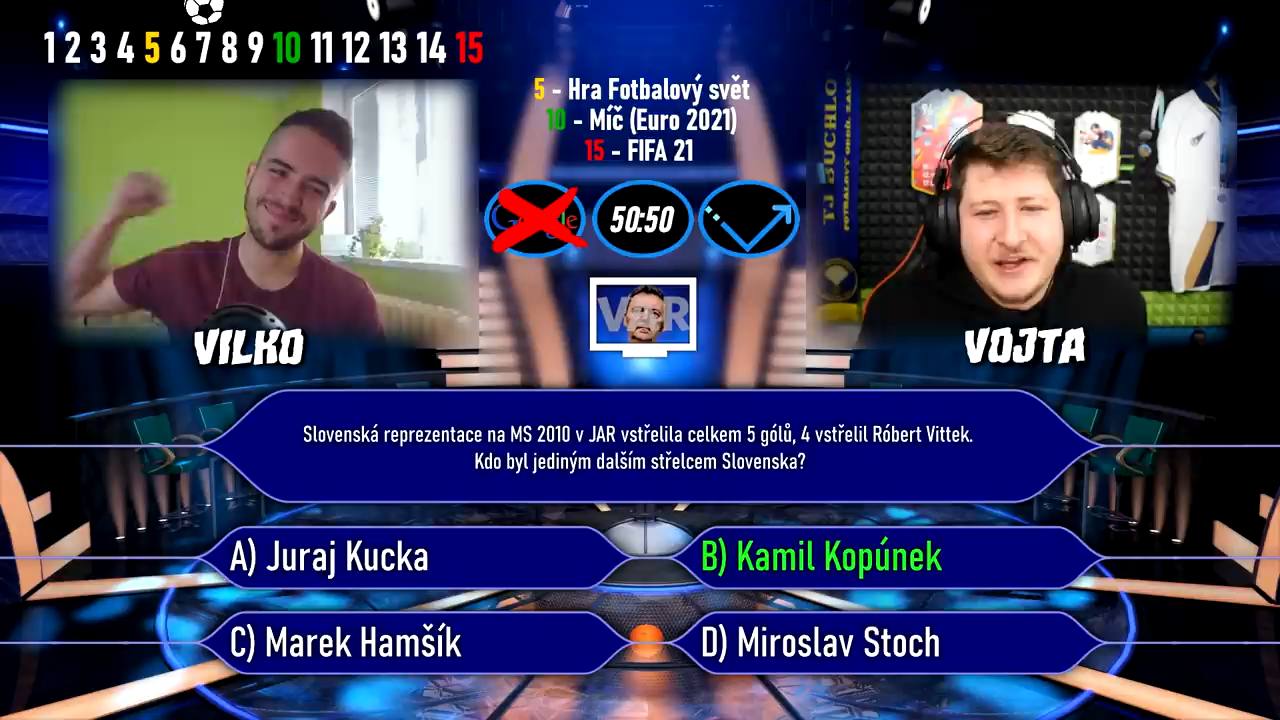 1 2 3 4 5 6 7 8 9 10 11 12 13 14 15
5 - Hra Fotbalový svět
10 - Míč (Euro 2021)
15 - FIFA 21
50:50
VILKO
VOJTA
TJ BUCHLO
Slovenská reprezentace na MS 2010 v JAR vstřelila celkem 5 gólů, 4 vstřelil Róbert Vittek.
Kdo byl jediným dalším střelcem Slovenska?
A) Juraj Kucka
B) Kamil Kopúnek
C) Marek Hamšík
D) Miroslav Stoch